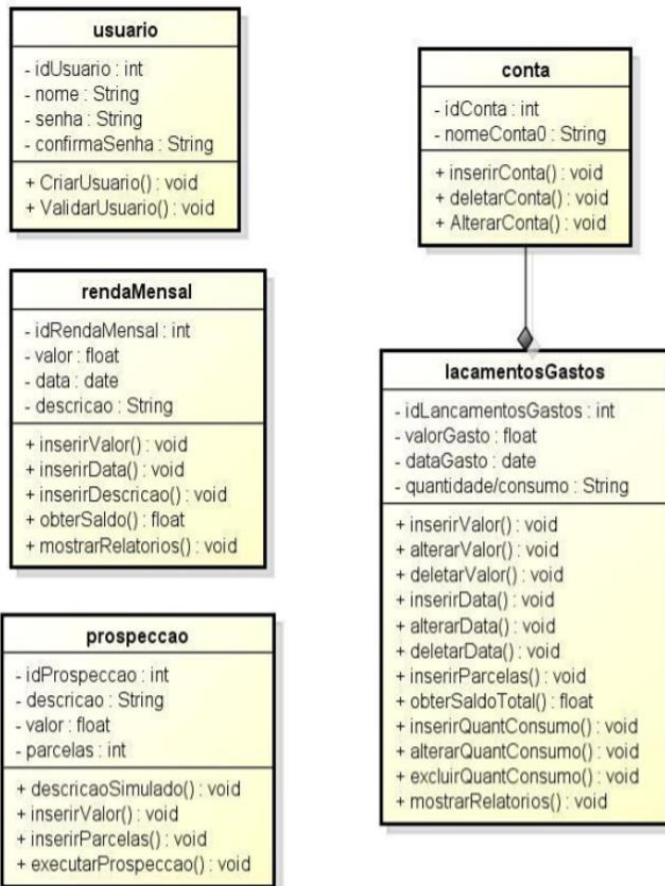 usuario
- idUsuario : int
- nome : String
- senha : String
- confirmaSenha : String
+ CriarUsuario() : void
+ ValidarUsuario() : void
conta
- idConta : int
- nomeConta0 : String
+ inserirConta() : void
+ deletarConta() : void
+ AlterarConta() : void
rendaMensal
- idRendaMensal : int
- valor : float
- data : date
- descricao : String
+ inserirValor() : void
+ inserirData() : void
+ inserirDescricao() : void
+ obterSaldo() : float
+ mostrarRelatorios() : void
lacamentosGastos
- idLancamentosGastos : int
- valorGasto : float
- dataGasto : date
- quantidade/consumo : String
+ inserirValor() : void
+ alterarValor() : void
+ deletarValor() : void
+ inserirData() : void
+ alterarData() : void
+ deletarData() : void
+ inserirParcelas() : void
+ obterSaldoTotal() : float
+ inserirQuantConsumo() : void
+ alterarQuantConsumo() : void
+ excluirQuantConsumo() : void
+ mostrarRelatorios() : void
prospeccao
- idProspeccao : int
- descricao : String
- valor : float
- parcelas : int
+ descricaoSimulado() : void
+ inserirValor() : void
+ inserirParcelas() : void
+ executarProspeccao() : void